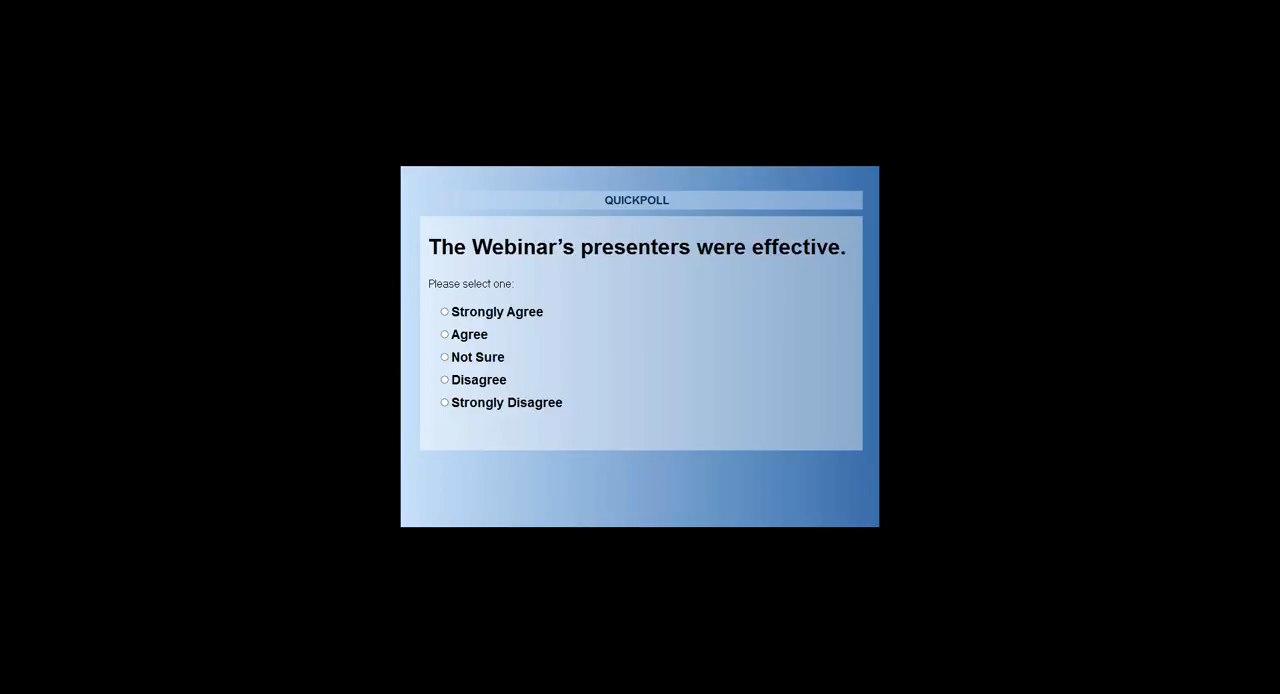 QUICKPOLL
The Webinar’s presenters were effective.
Please select one:
Strongly Agree
Agree
Not Sure
Disagree
Strongly Disagree